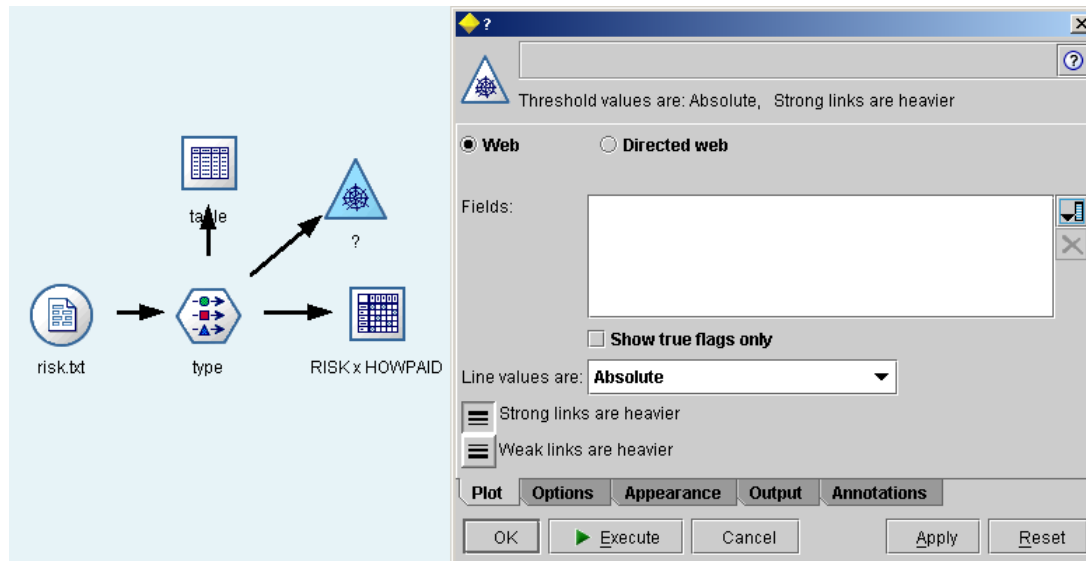 table
?
risk.txt
type
RISK x HOWPAID
?
Threshold values are: Absolute, Strong links are heavier
Web
Directed web
Fields:
Show true flags only
Line values are: Absolute
Strong links are heavier
Weak links are heavier
Plot Options Appearance Output Annotations
OK Execute Cancel Apply Reset